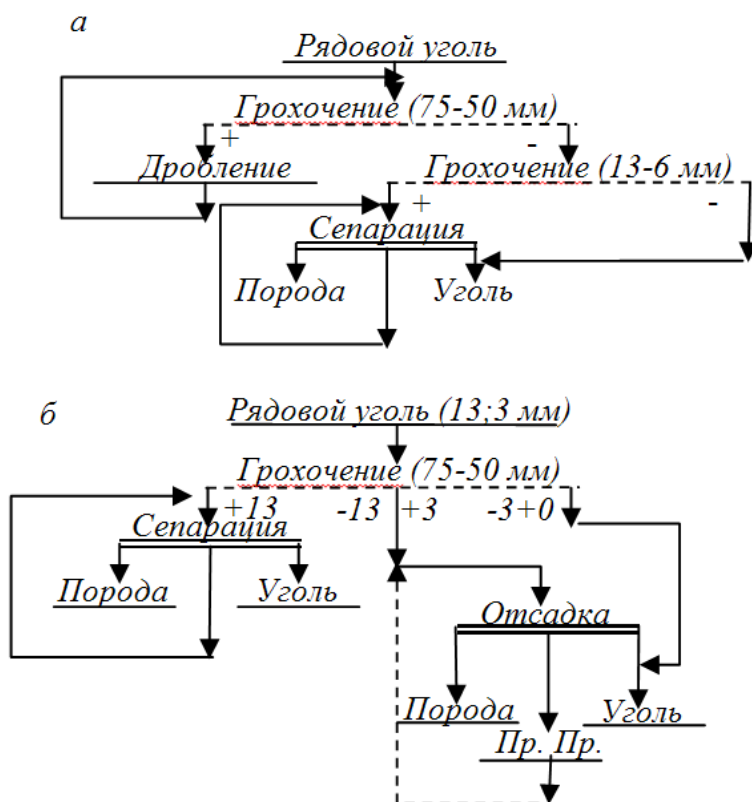 а
Рядовой уголь
Грохочение (75-50 мм)
+ -
Дробление Грохочение (13-6 мм)
+ -
Сепарация
Порода Уголь
б
Рядовой уголь (13;3 мм)
Грохочение (75-50 мм)
+13 -13 +3 -3+0
Сепарация
Порода Уголь
Отсадка
Порода Уголь
Пр. Пр.